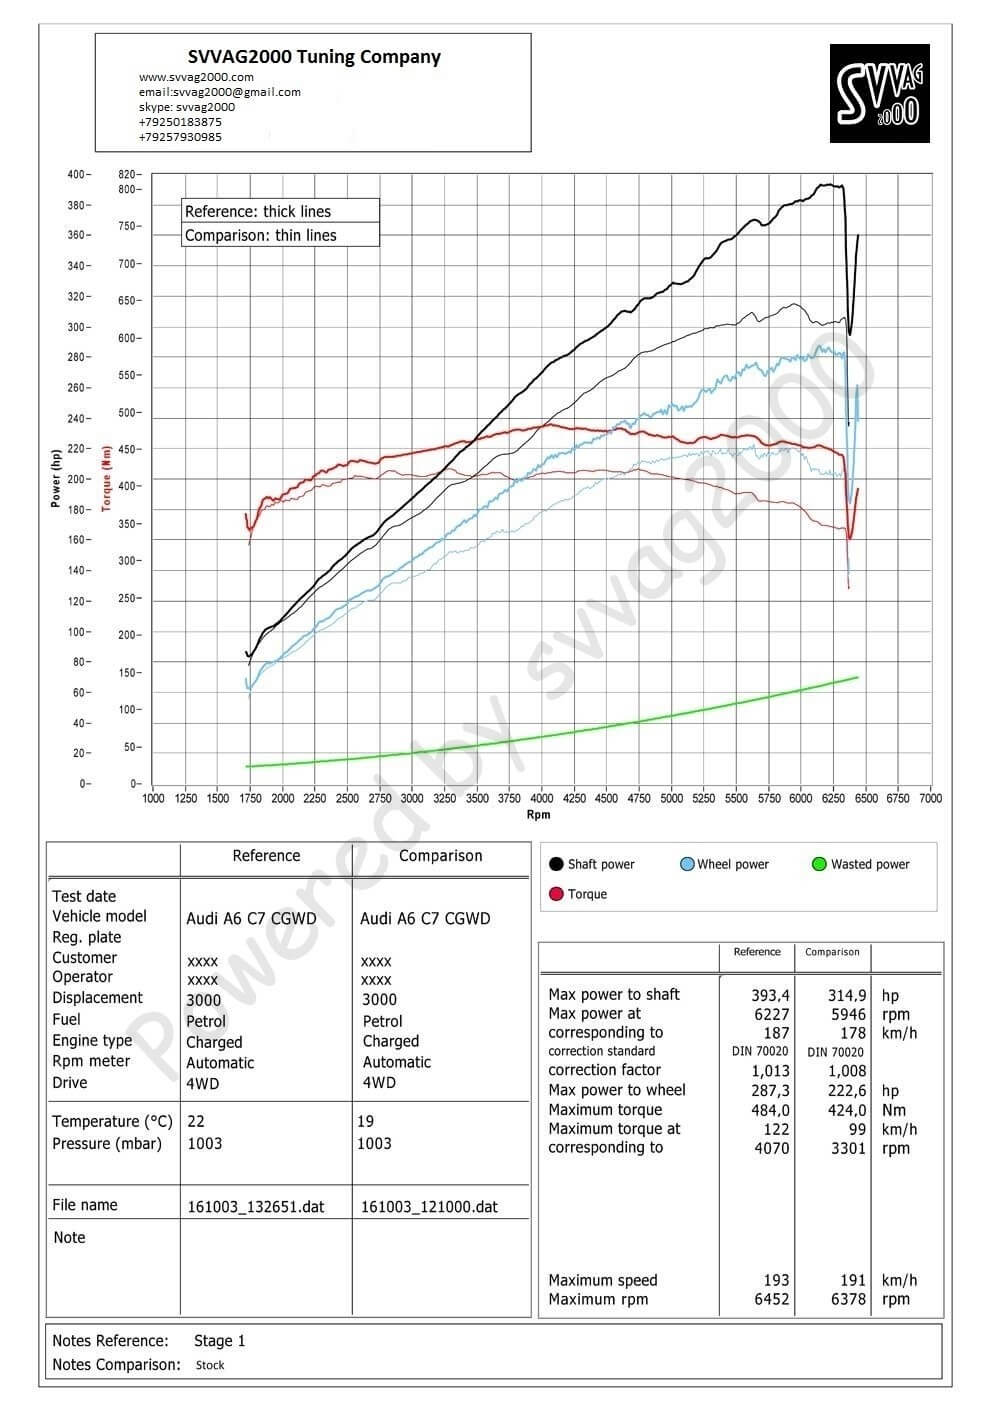 SVVAG2000 Tuning Company
www.svvag2000.com
email:svvag2000@gmail.com
skype: svvag2000
+79250183875
+79257930985
SVVAG
2000
Reference: thick lines
Comparison: thin lines
Power (hp)
400
380
360
340
320
300
280
260
240
220
200
180
160
140
120
100
80
60
40
20
0
Torque (Nm)
820
800
750
700
650
600
550
500
450
400
350
300
250
200
150
100
50
0
1000 1250 1500 1750 2000 2250 2500 2750 3000 3250 3500 3750 4000 4250 4500 4750 5000 5250 5500 5750 6000 6250 6500 6750 7000
Rpm
Powered by svvag2000
Reference Comparison
Test date
Vehicle model Audi A6 C7 CGWD Audi A6 C7 CGWD
Reg. plate
Customer xxxx xxxx
Operator xxxx xxxx
Displacement 3000 3000
Fuel Petrol Petrol
Engine type Charged Charged
Rpm meter Automatic Automatic
Drive 4WD 4WD
Temperature (°C) 22 19
Pressure (mbar) 1003 1003
File name 161003_132651.dat 161003_121000.dat
Note
Shaft power Wheel power Wasted power
Torque
Reference Comparison
Max power to shaft 393,4 314,9 hp
Max power at 6227 5946 rpm
corresponding to 187 178 km/h
correction standard DIN 70020 DIN 70020
correction factor 1,013 1,008
Max power to wheel 287,3 222,6 hp
Maximum torque 484,0 424,0 Nm
Maximum torque at 122 99 km/h
corresponding to 4070 3301 rpm
Maximum speed 193 191 km/h
Maximum rpm 6452 6378 rpm
Notes Reference: Stage 1
Notes Comparison: Stock